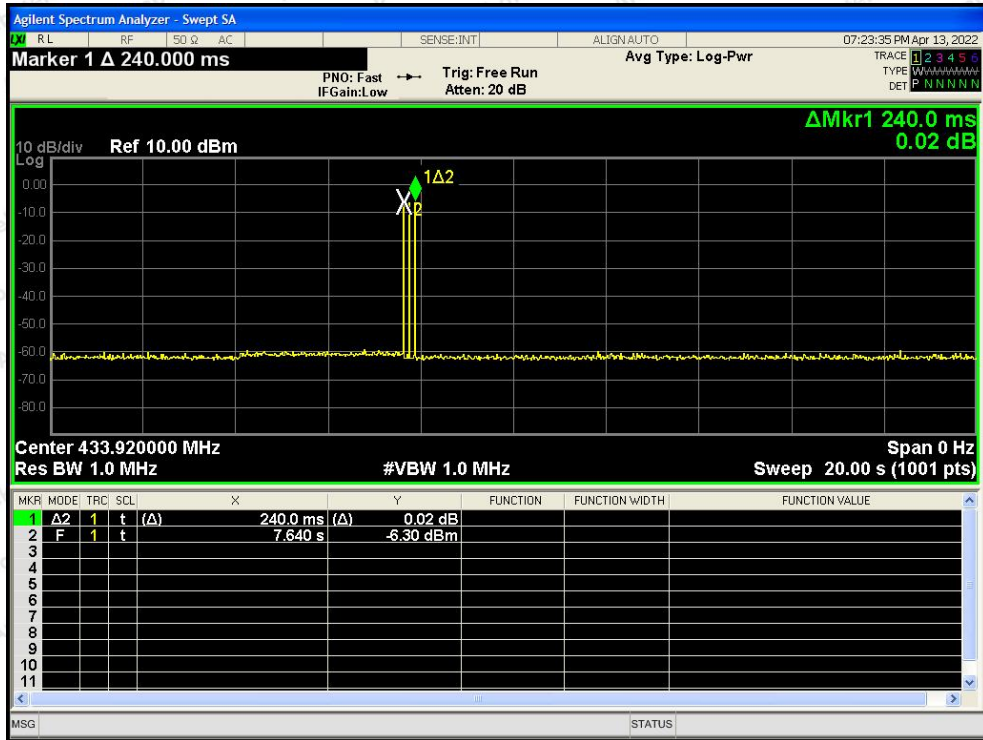 Agilent Spectrum Analyzer - Swept SA
LXI RL RF 50 Ω AC SENSE:INT ALIGNAUTO 07:23:35 PM Apr 13, 2022
Marker 1 Δ 240.000 ms Avg Type: Log-Pwr TRACE 1 2 3 4 5 6
PNO: Fast Trig: Free Run TYPE WWWWWW
IFGain:Low Atten: 20 dB DET P N N N N N
ΔMkr1 240.0 ms
10 dB/div Ref 10.00 dBm 0.02 dB
Log
0.00
-10.0
-20.0
-30.0
-40.0
-50.0
-60.0
-70.0
-80.0
1Δ2
2
Center 433.920000 MHz Span 0 Hz
Res BW 1.0 MHz #VBW 1.0 MHz Sweep 20.00 s (1001 pts)
MKR MODE TRC SCL X Y FUNCTION FUNCTION WIDTH FUNCTION VALUE
1 Δ2 1 t (Δ) 240.0 ms (Δ) 0.02 dB
2 F 1 t 7.640 s -6.30 dBm
3
4
5
6
7
8
9
10
11
MSG STATUS